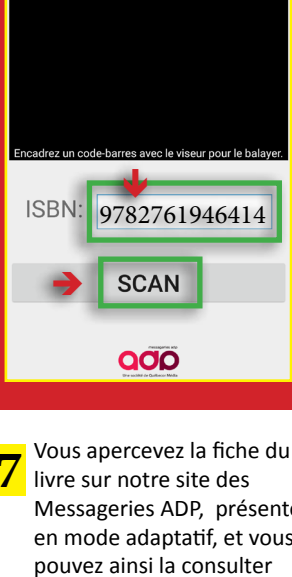 Encadrez un code-barres avec le viseur pour le balayer.
ISBN: 9782761946414
SCAN
messageries adp
adp
Une société de Québecor Média
7 Vous apercevez la fiche du
livre sur notre site des
Messageries ADP, présenté
en mode adaptatif, et vous
pouvez ainsi la consulter